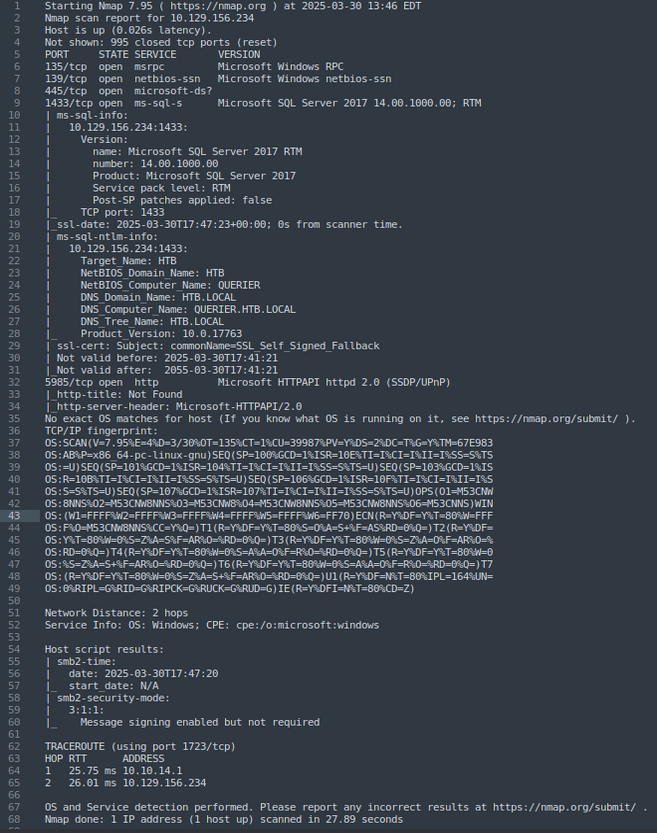 1 Starting Nmap 7.95 ( https://nmap.org ) at 2025-03-30 13:46 EDT
2 Nmap scan report for 10.129.156.234
3 Host is up (0.026s latency).
4 Not shown: 995 closed tcp ports (reset)
5 PORT     STATE SERVICE       VERSION
6 135/tcp  open  msrpc         Microsoft Windows RPC
7 139/tcp  open  netbios-ssn   Microsoft Windows netbios-ssn
8 445/tcp  open  microsoft-ds?
9 1433/tcp open  ms-sql-s      Microsoft SQL Server 2017 14.00.1000.00; RTM
10 | ms-sql-info:
11 |   10.129.156.234:1433:
12 |     Version:
13 |       name: Microsoft SQL Server 2017 RTM
14 |       number: 14.00.1000.00
15 |       Product: Microsoft SQL Server 2017
16 |       Service pack level: RTM
17 |       Post-SP patches applied: false
18 |_    TCP port: 1433
19 |_ssl-date: 2025-03-30T17:47:23+00:00; 0s from scanner time.
20 | ms-sql-ntlm-info:
21 |   10.129.156.234:1433:
22 |     Target_Name: HTB
23 |     NetBIOS_Domain_Name: HTB
24 |     NetBIOS_Computer_Name: QUERIER
25 |     DNS_Domain_Name: HTB.LOCAL
26 |     DNS_Computer_Name: QUERIER.HTB.LOCAL
27 |     DNS_Tree_Name: HTB.LOCAL
28 |_    Product_Version: 10.0.17763
29 | ssl-cert: Subject: commonName=SSL_Self_Signed_Fallback
30 | Not valid before: 2025-03-30T17:41:21
31 |_Not valid after:  2055-03-30T17:41:21
32 5985/tcp open  http          Microsoft HTTPAPI httpd 2.0 (SSDP/UPnP)
33 |_http-title: Not Found
34 |_http-server-header: Microsoft-HTTPAPI/2.0
35 No exact OS matches for host (If you know what OS is running on it, see https://nmap.org/submit/ ).
36 TCP/IP fingerprint:
37 OS:SCAN(V=7.95%E=4%D=3/30%OT=135%CT=1%CU=39987%PV=Y%DS=2%DC=T%G=Y%TM=67E983
38 OS:AB%P=x86_64-pc-linux-gnu)SEQ(SP=100%GCD=1%ISR=10E%TI=I%CI=I%II=I%SS=S%TS
39 OS:=U)SEQ(SP=101%GCD=1%ISR=104%TI=I%CI=I%II=I%SS=S%TS=U)SEQ(SP=103%GCD=1%IS
40 OS:R=10B%TI=I%CI=I%II=I%SS=S%TS=U)SEQ(SP=106%GCD=1%ISR=10F%TI=I%CI=I%II=I%S
41 OS:S=S%TS=U)SEQ(SP=107%GCD=1%ISR=107%TI=I%CI=I%II=I%SS=S%TS=U)OPS(O1=M53CNW
42 OS:8NNS%O2=M53CNW8NNS%O3=M53CNW8%O4=M53CNW8NNS%O5=M53CNW8NNS%O6=M53CNNS)WIN
43 OS:(W1=FFFF%W2=FFFF%W3=FFFF%W4=FFFF%W5=FFFF%W6=FF70)ECN(R=Y%DF=Y%T=80%W=FFF
44 OS:F%O=M53CNW8NNS%CC=Y%Q=)T1(R=Y%DF=Y%T=80%S=O%A=S+%F=AS%RD=0%Q=)T2(R=Y%DF=
45 OS:Y%T=80%W=0%S=Z%A=S%F=AR%O=%RD=0%Q=)T3(R=Y%DF=Y%T=80%W=0%S=Z%A=O%F=AR%O=%
46 OS:RD=0%Q=)T4(R=Y%DF=Y%T=80%W=0%S=A%A=O%F=R%O=%RD=0%Q=)T5(R=Y%DF=Y%T=80%W=0
47 OS:%S=Z%A=S+%F=AR%O=%RD=0%Q=)T6(R=Y%DF=Y%T=80%W=0%S=A%A=O%F=R%O=%RD=0%Q=)T7
48 OS:(R=Y%DF=Y%T=80%W=0%S=Z%A=S+%F=AR%O=%RD=0%Q=)U1(R=Y%DF=N%T=80%IPL=164%UN=
49 OS:0%RIPL=G%RID=G%RIPCK=G%RUCK=G%RUD=G)IE(R=Y%DFI=N%T=80%CD=Z)
50
51 Network Distance: 2 hops
52 Service Info: OS: Windows; CPE: cpe:/o:microsoft:windows
53
54 Host script results:
55 | smb2-time:
56 |   date: 2025-03-30T17:47:20
57 |_  start_date: N/A
58 | smb2-security-mode:
59 |   3:1:1:
60 |_    Message signing enabled but not required
61
62 TRACEROUTE (using port 1723/tcp)
63 HOP RTT      ADDRESS
64 1   25.75 ms 10.10.14.1
65 2   26.01 ms 10.129.156.234
66
67 OS and Service detection performed. Please report any incorrect results at https://nmap.org/submit/ .
68 Nmap done: 1 IP address (1 host up) scanned in 27.89 seconds